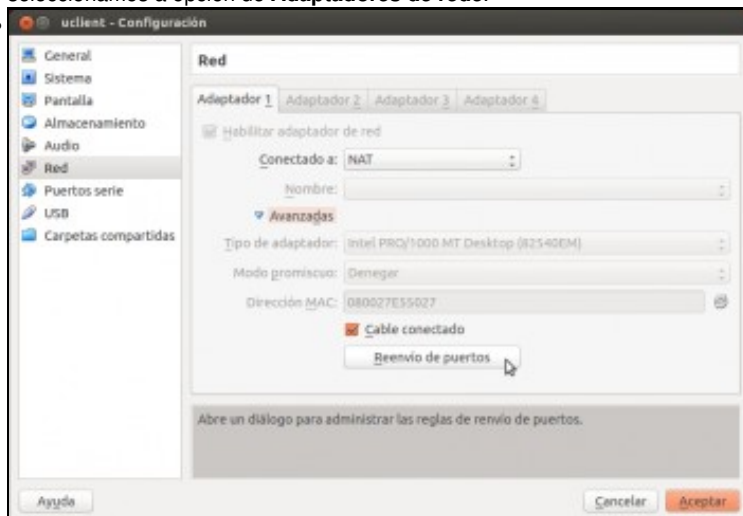 seleccionamos a opción de Adaptadores de rede.
uclient - Configuración
General
Sistema
Pantalla
Almacenamiento
Audio
Red
Puertos serie
USB
Carpetas compartidas
Red
Adaptador 1 Adaptador 2 Adaptador 3 Adaptador 4
Habilitar adaptador de red
Conectado a: NAT
Nombre:
Avanzadas
Tipo de adaptador: Intel PRO/1000 MT Desktop (82540EM)
Modo promiscuo: Denegar
Dirección MAC: 080027E55027
Cable conectado
Reenvío de puertos
Abre un diálogo para administrar las reglas de renvio de puertos.
Ayuda
Cancelar
Aceptar